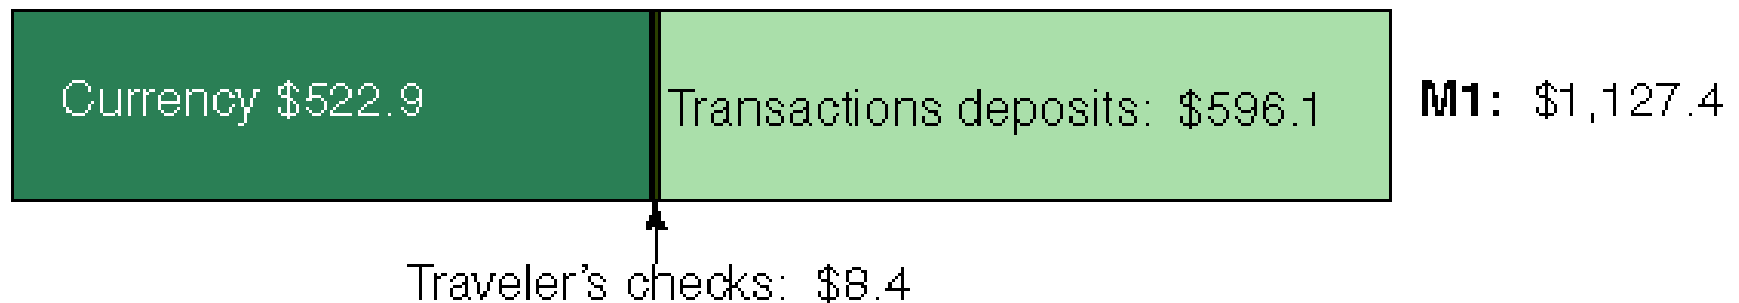 Currency $522.9
Transactions deposits: $596.1
M1: $1,127.4
Traveler's checks: $8.4